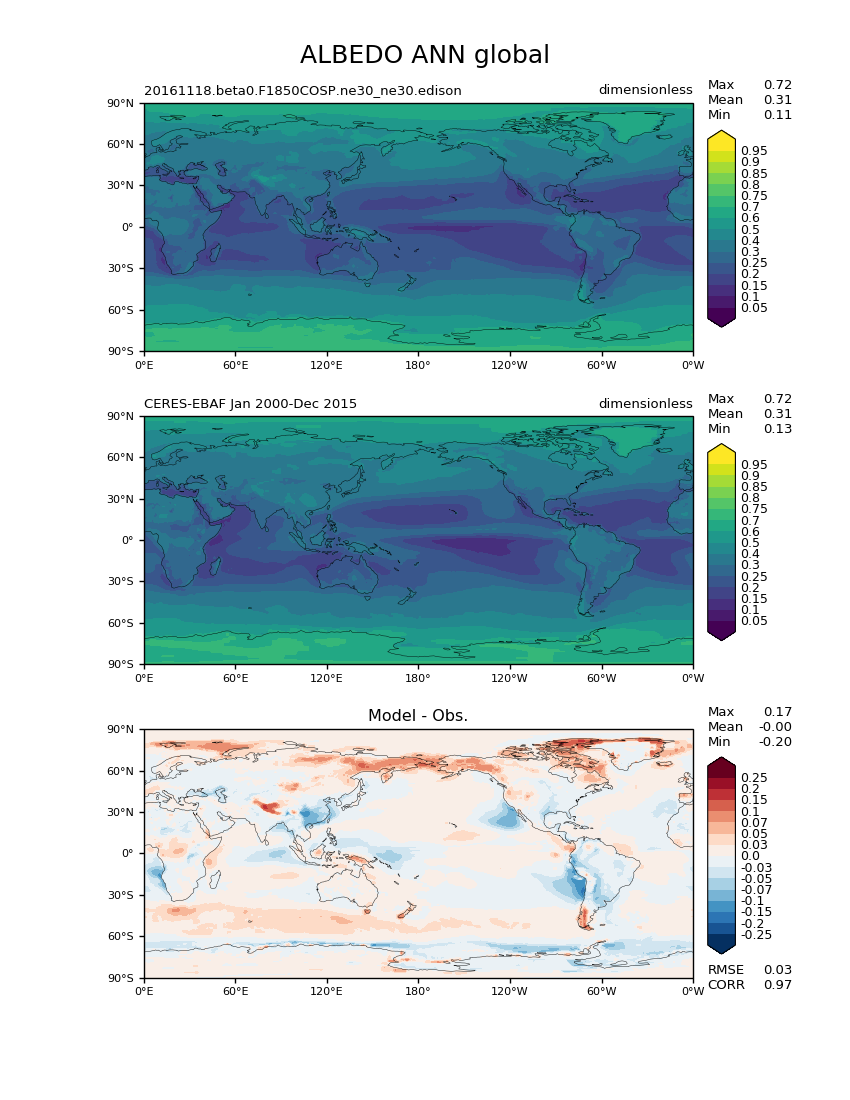 ALBEDO ANN global
20161118.beta0.F1850COSP.ne30_ne30.edison dimensionless
Max 0.72
Mean 0.31
Min 0.11
90°N
60°N
30°N
0°
30°S
60°S
90°S
0°E 60°E 120°E 180° 120°W 60°W 0°W
0.95
0.9
0.85
0.8
0.75
0.7
0.6
0.5
0.4
0.3
0.25
0.2
0.15
0.1
0.05
CERES-EBAF Jan 2000-Dec 2015 dimensionless
Max 0.72
Mean 0.31
Min 0.13
90°N
60°N
30°N
0°
30°S
60°S
90°S
0°E 60°E 120°E 180° 120°W 60°W 0°W
0.95
0.9
0.85
0.8
0.75
0.7
0.6
0.5
0.4
0.3
0.25
0.2
0.15
0.1
0.05
Model - Obs.
Max 0.17
Mean -0.00
Min -0.20
90°N
60°N
30°N
0°
30°S
60°S
90°S
0°E 60°E 120°E 180° 120°W 60°W 0°W
0.25
0.2
0.15
0.1
0.07
0.05
0.03
0.0
-0.03
-0.05
-0.07
-0.1
-0.15
-0.2
-0.25
RMSE 0.03
CORR 0.97